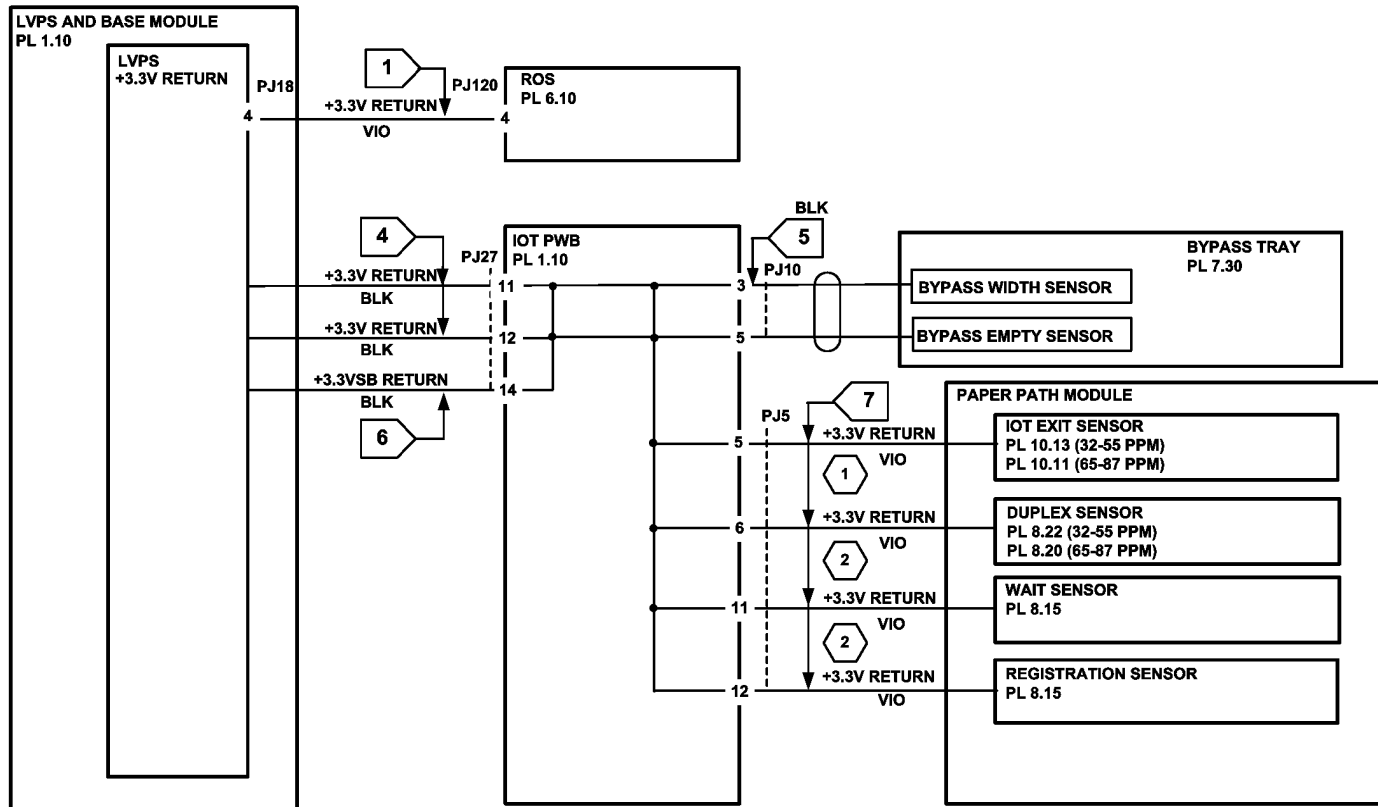 LVPS AND BASE MODULE
PL 1.10
LVPS
+3.3V RETURN
PJ18
4
1
+3.3V RETURN
VIO
PJ120
4
ROS
PL 6.10
4
+3.3V RETURN
BLK
+3.3V RETURN
BLK
+3.3VSB RETURN
BLK
6
PJ27
11
12
14
IOT PWB
PL 1.10
3
5
5
6
11
12
BLK
5
PJ10
BYPASS TRAY
PL 7.30
BYPASS WIDTH SENSOR
BYPASS EMPTY SENSOR
7
PJ5
+3.3V RETURN
VIO
1
+3.3V RETURN
VIO
2
+3.3V RETURN
VIO
2
+3.3V RETURN
VIO
PAPER PATH MODULE
IOT EXIT SENSOR
PL 10.13 (32-55 PPM)
PL 10.11 (65-87 PPM)
DUPLEX SENSOR
PL 8.22 (32-55 PPM)
PL 8.20 (65-87 PPM)
WAIT SENSOR
PL 8.15
REGISTRATION SENSOR
PL 8.15